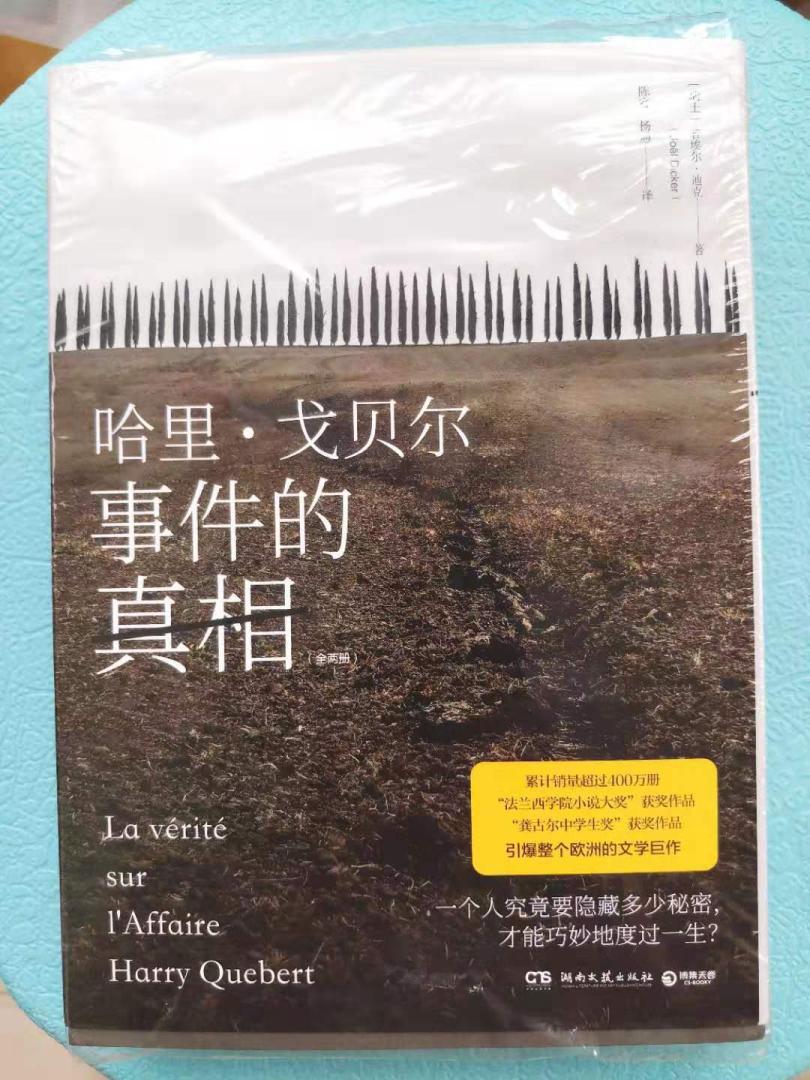 [瑞士] 若埃尔·迪克——著
（Joël Dicker）
陈 杨 ——译
哈里·戈贝尔
事件的
真相
（全两册）
La vérité
sur
l'Affaire
Harry Quebert
累计销量超过400万册
“法兰西学院小说大奖”获奖作品
“龚古尔中学生奖”获奖作品
引爆整个欧洲的文学巨作
一个人究竟要隐藏多少秘密，
才能巧妙地度过一生？
湖南文艺出版社
博集天卷
CS-BOOKY